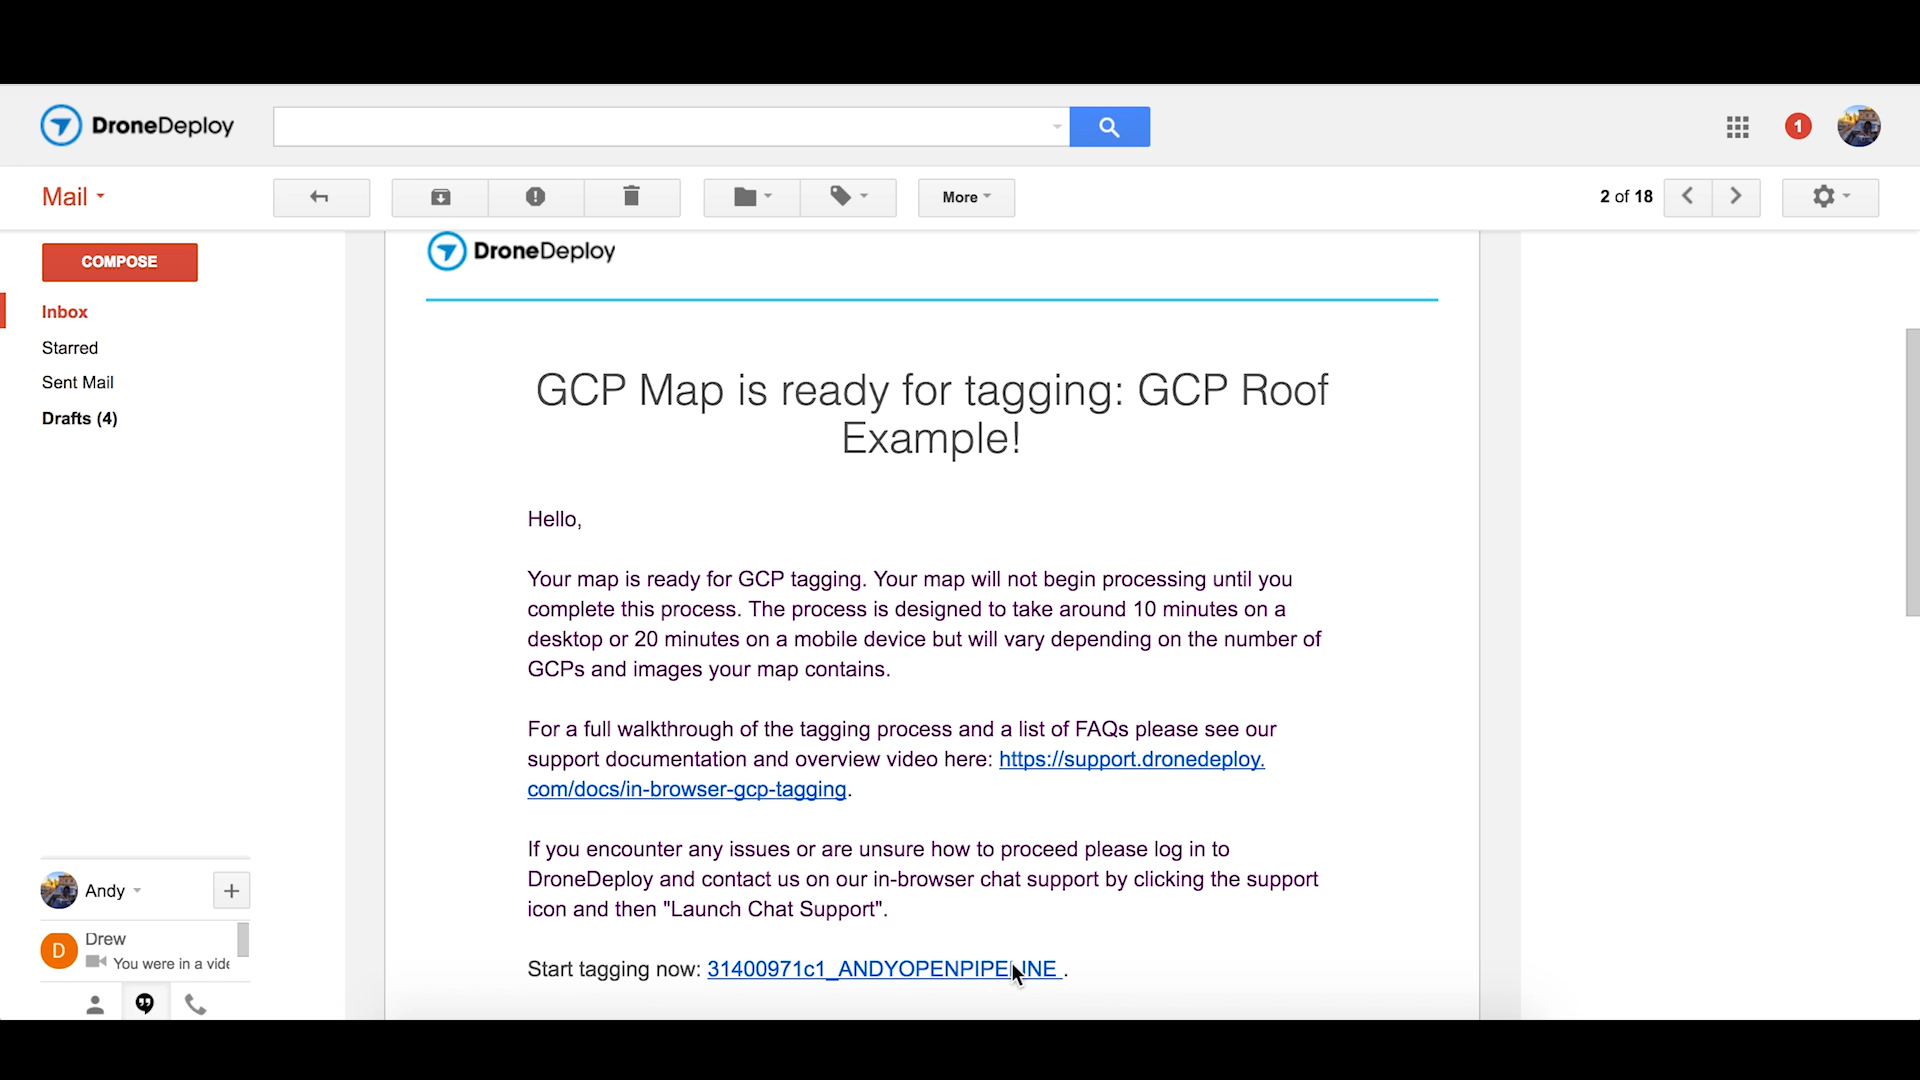 DroneDeploy
1
Mail
More
2 of 18
COMPOSE
Inbox
Starred
Sent Mail
Drafts (4)
DroneDeploy
GCP Map is ready for tagging: GCP Roof
Example!
Hello,
Your map is ready for GCP tagging. Your map will not begin processing until you
complete this process. The process is designed to take around 10 minutes on a
desktop or 20 minutes on a mobile device but will vary depending on the number of
GCPs and images your map contains.
For a full walkthrough of the tagging process and a list of FAQs please see our
support documentation and overview video here: https://support.dronedeploy.
com/docs/in-browser-gcp-tagging.
If you encounter any issues or are unsure how to proceed please log in to
DroneDeploy and contact us on our in-browser chat support by clicking the support
icon and then "Launch Chat Support".
Start tagging now: 31400971c1_ANDYOPENPIPELINE .
Andy
D
Drew
You were in a vide